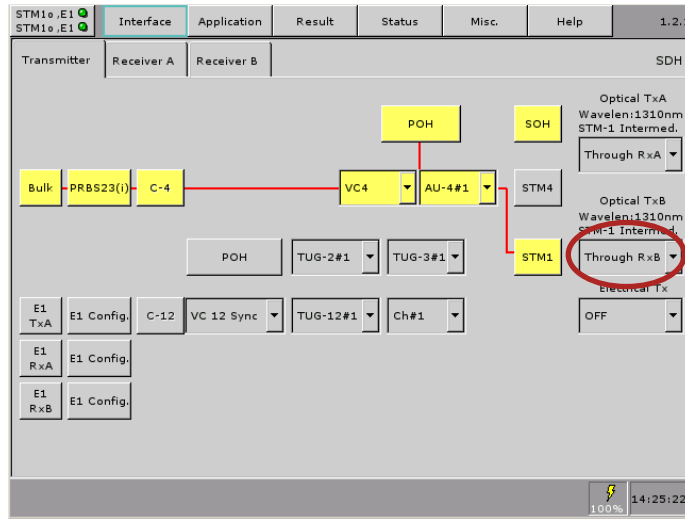 STM1o,E1
STM1o,E1
Interface
Application
Result
Status
Misc.
Help
1.2.
Transmitter
Receiver A
Receiver B
SDH
Optical TxA
Wavelen:1310nm
STM-1 Intermed.
Through RxA
POH
SOH
Bulk
PRBS23(i)
C-4
VC4
AU-4#1
STM4
Optical TxB
Wavelen:1310nm
STM-1 Intermed.
Through RxB
POH
TUG-2#1
TUG-3#1
STM1
Electrical Tx
OFF
E1
TxA
E1 Config.
C-12
VC 12 Sync
TUG-12#1
Ch#1
E1
RxA
E1 Config.
E1
RxB
E1 Config.
100%
14:25:22